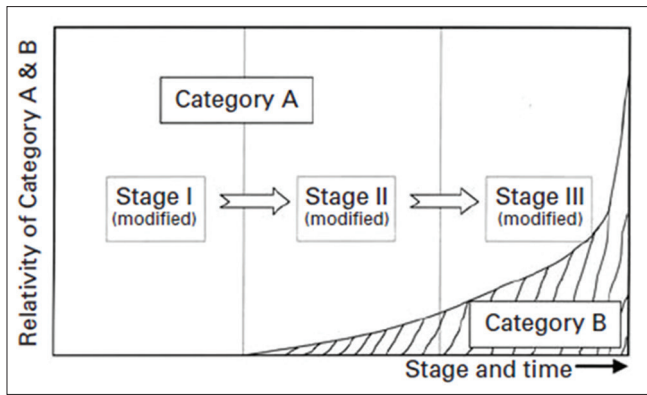 Relativity of Category A & B
Category A
Stage I
(modified)
Stage II
(modified)
Stage III
(modified)
Category B
Stage and time